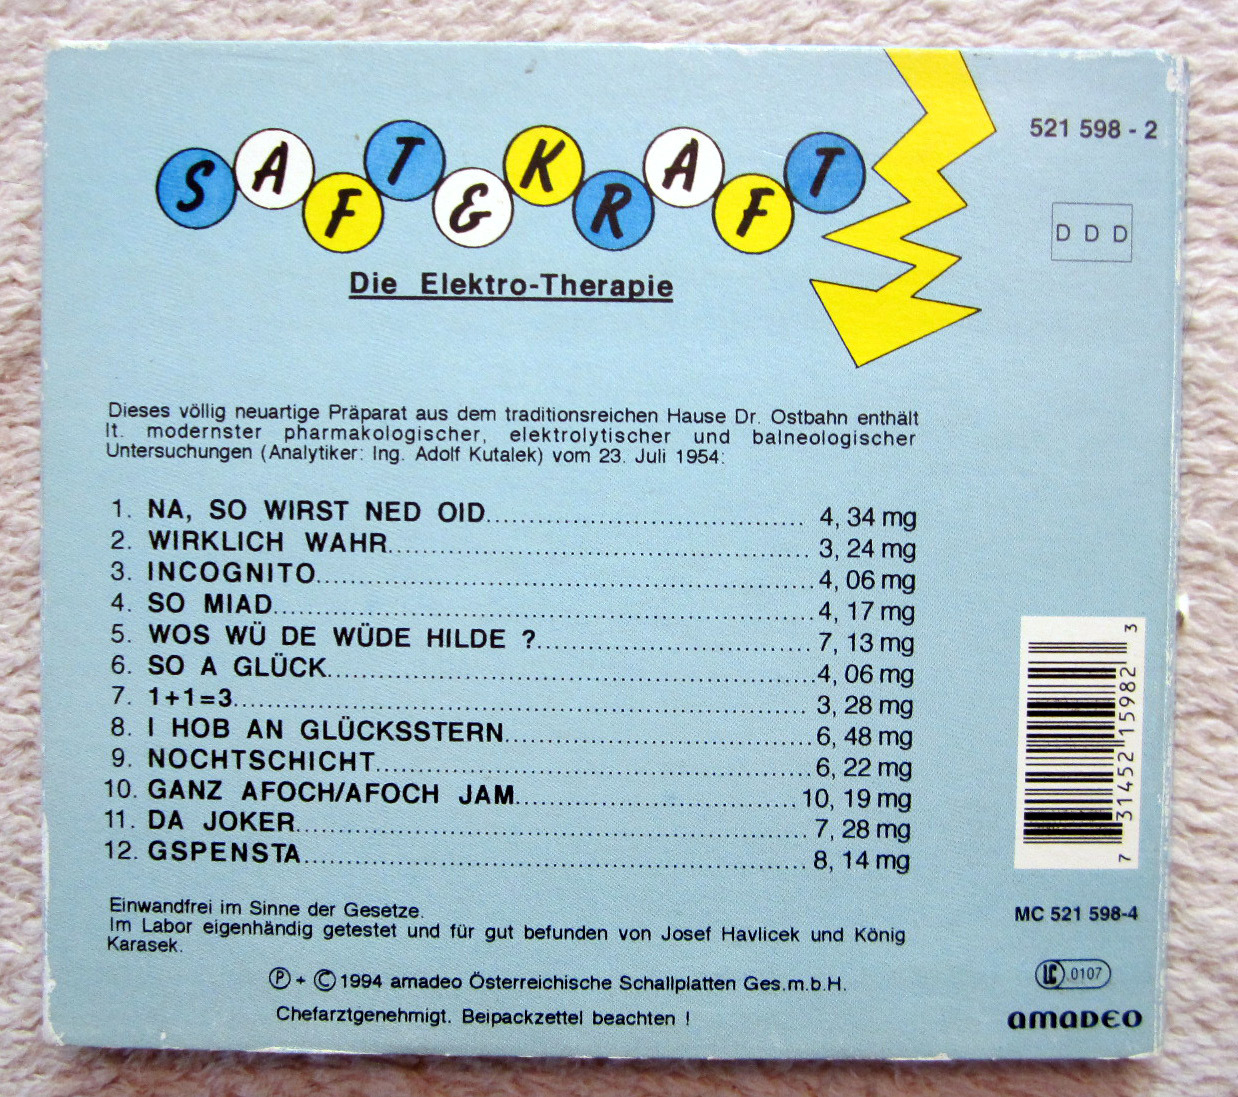 SAFT&KRAFT
Die Elektro-Therapie
521 598 - 2
DDD
Dieses völlig neuartige Präparat aus dem traditionsreichen Hause Dr. Ostbahn enthält
lt. modernster pharmakologischer, elektrolytischer und balneologischer
Untersuchungen (Analytiker: Ing. Adolf Kutalek) vom 23. Juli 1954:
1. NA, SO WIRST NED OID........................................ 4, 34 mg
2. WIRKLICH WAHR..................................................... 3, 24 mg
3. INCOGNITO.............................................................. 4, 06 mg
4. SO MIAD.................................................................. 4, 17 mg
5. WOS WÜ DE WÜDE HILDE ?................................. 7, 13 mg
6. SO A GLÜCK............................................................ 4, 06 mg
7. 1+1=3....................................................................... 3, 28 mg
8. I HOB AN GLÜCKSSTERN...................................... 6, 48 mg
9. NOCHTSCHICHT...................................................... 6, 22 mg
10. GANZ AFOCH/AFOCH JAM................................... 10, 19 mg
11. DA JOKER............................................................... 7, 28 mg
12. GSPENSTA.............................................................. 8, 14 mg
Einwandfrei im Sinne der Gesetze.
Im Labor eigenhändig getestet und für gut befunden von Josef Havlicek und König
Karasek.
Ⓟ + © 1994 amadeo Österreichische Schallplatten Ges.m.b.H.
Chefarztgenehmigt. Beipackzettel beachten !
7 31452 15982 3
MC 521 598-4
LC 0107
amadeo